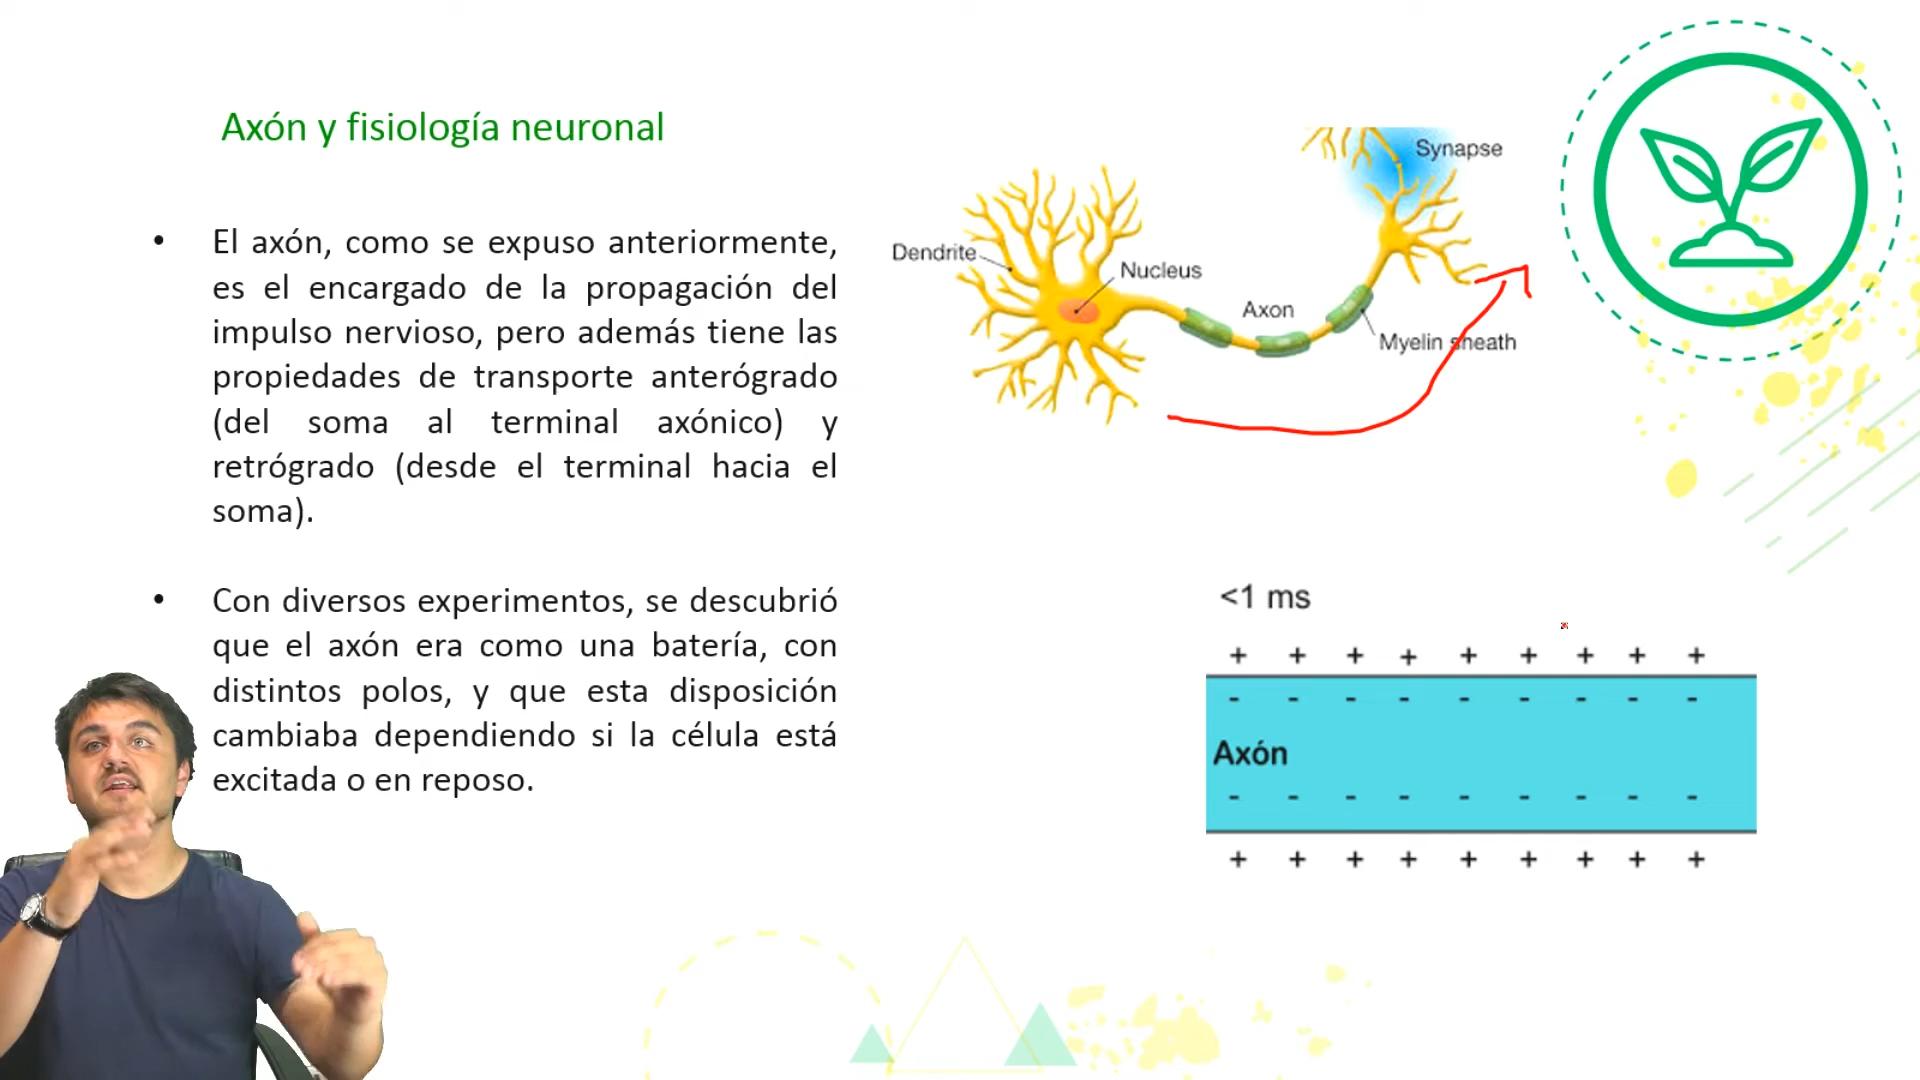 Axón y fisiología neuronal
• El axón, como se expuso anteriormente,
es el encargado de la propagación del
impulso nervioso, pero además tiene las
propiedades de transporte anterógrado
(del soma al terminal axónico) y
retrógrado (desde el terminal hacia el
soma).
• Con diversos experimentos, se descubrió
que el axón era como una batería, con
distintos polos, y que esta disposición
cambiaba dependiendo si la célula está
excitada o en reposo.
Synapse
Dendrite
Nucleus
Axon
Myelin sheath
<1 ms
+ + + + + + + + +
- - - - - - - - -
Axón
- - - - - - - - -
+ + + + + + + + +